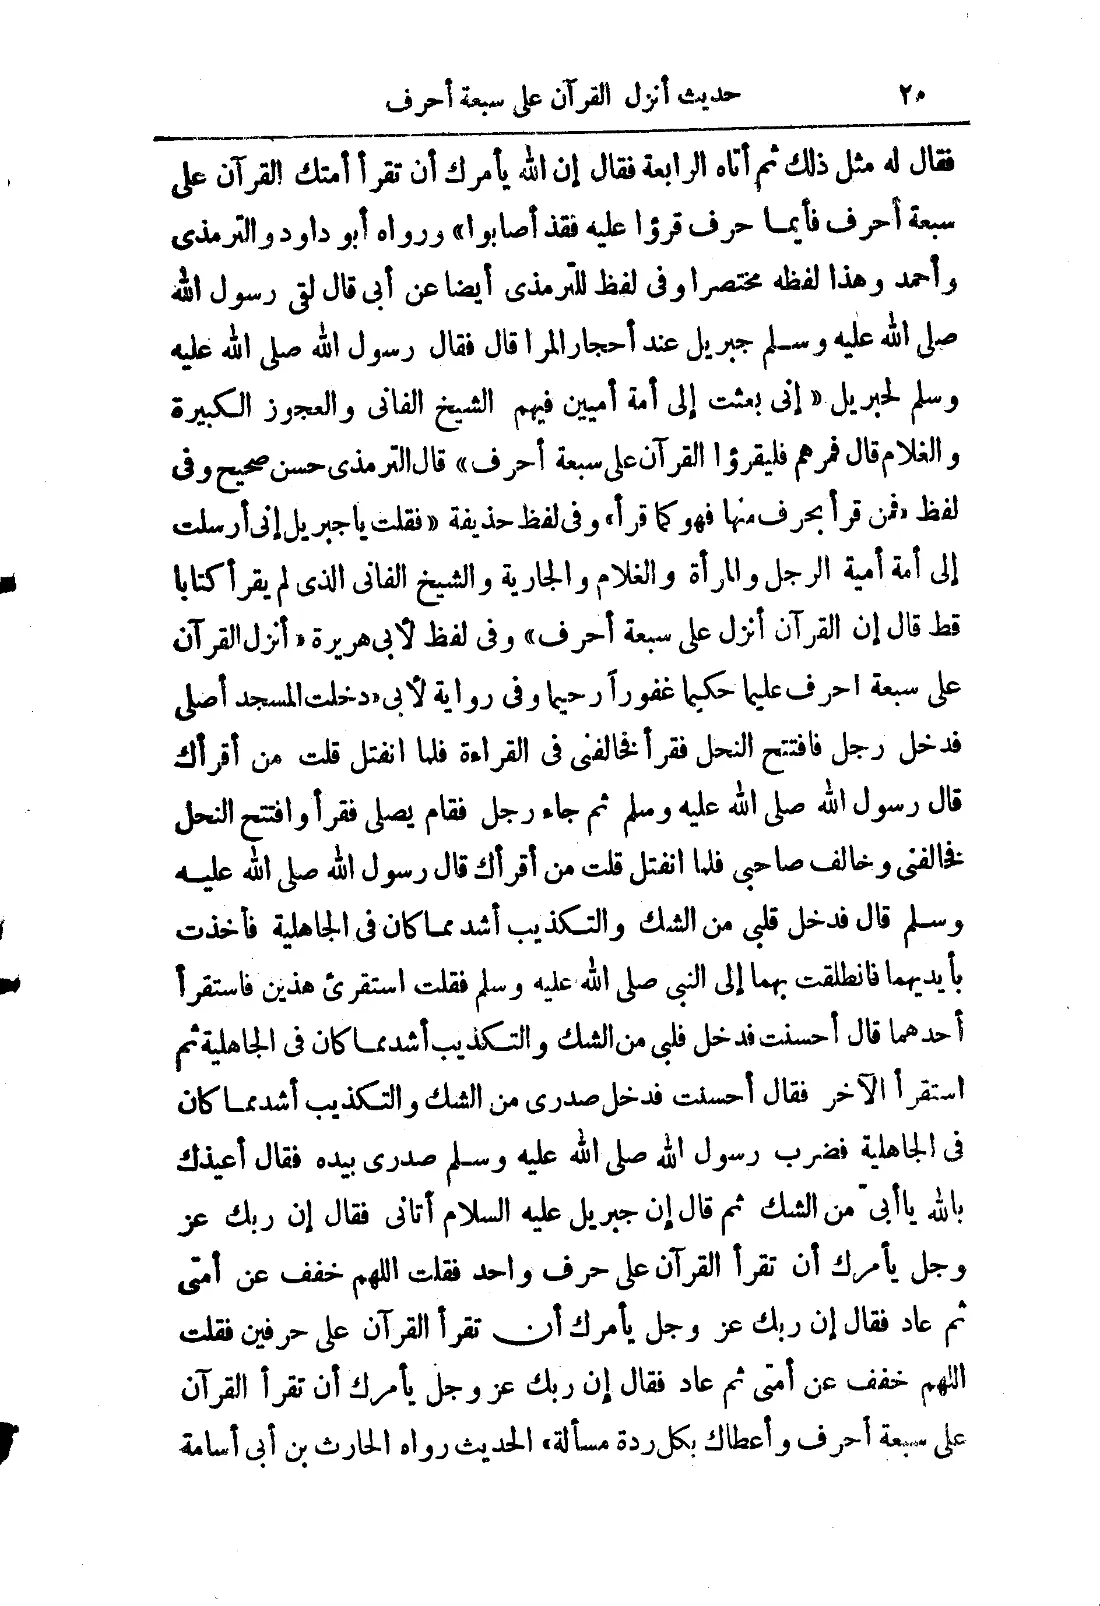 ٢٠ حديث أنزل القرآن على سبعة أحرف
فقال له مثل ذلك ثم أتاه الرابعة فقال إن الله يأمرك أن تقرأ أمتك القرآن على
سبعة أحرف فأيما حرف قرؤا عليه فقذ أصابوا» ورواه أبو داود والترمذى
وأحمد وهذا لفظه مختصرا وفى لفظ للترمذى أيضا عن أبى قال لقى رسول الله
صلى الله عليه وسلم جبريل عند أحجار المرا قال فقال رسول الله صلى الله عليه
وسلم لجبريل «إنى بعثت إلى أمة أميين فيهم الشيخ الفانى والعجوز الكبيرة
والغلام قال فمرهم فليقرؤا القرآن على سبعة أحرف» قال الترمذى حسن صحيح وفى
لفظ «فمن قرأ بحرف منها فهو كما قرأ» وفى لفظ حذيفة «فقلت ياجبريل إنى أرسلت
إلى أمة أمية الرجل والمرأة والغلام والجارية والشيخ الفانى الذى لم يقرأ كتابا
قط قال إن القرآن أنزل على سبعة أحرف» وفى لفظ لأبى هريرة «أنزل القرآن
على سبعة احرف عليما حكيما غفوراً رحيما وفى رواية لأبى «دخلت المسجد أصلى
فدخل رجل فافتتح النحل فقرأ فخالفنى فى القراءة فلما انفتل قلت من أقرأك
قال رسول الله صلى الله عليه وسلم ثم جاء رجل فقام يصلى فقرأ وافتتح النحل
فخالفنى وخالف صاحبى فلما انفتل قلت من أقرأك قال رسول الله صلى الله عليه
وسلم قال فدخل قلبى من الشك والتكذيب أشد مما كان فى الجاهلية فأخذت
بأيديهما فانطلقت بهما إلى النبى صلى الله عليه وسلم فقلت استقرئ هذين فاستقرأ
أحدهما قال أحسنت فدخل قلبى من الشك والتكذيب أشد مما كان فى الجاهلية ثم
استقرأ الآخر فقال أحسنت فدخل صدرى من الشك والتكذيب أشد مما كان
فى الجاهلية فضرب رسول الله صلى الله عليه وسلم صدرى بيده فقال أعيذك
بالله ياأبىّ من الشك ثم قال إن جبريل عليه السلام أتانى فقال إن ربك عز
وجل يأمرك أن تقرأ القرآن على حرف واحد فقلت اللهم خفف عن أمتى
ثم عاد فقال إن ربك عز وجل يأمرك أن تقرأ القرآن على حرفين فقلت
اللهم خفف عن أمتى ثم عاد فقال إن ربك عز وجل يأمرك أن تقرأ القرآن
على سبعة أحرف وأعطاك بكل ردة مسألة» الحديث رواه الحارث بن أبى أسامة